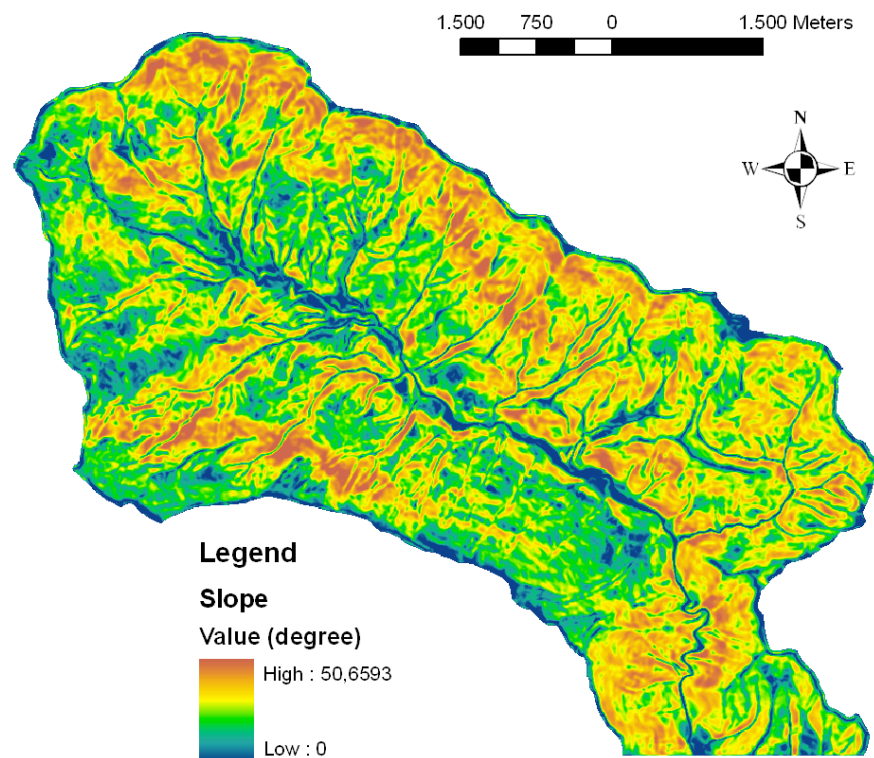 1.500 750 0 1.500 Meters
N
W E
S
Legend
Slope
Value (degree)
High : 50,6593
Low : 0